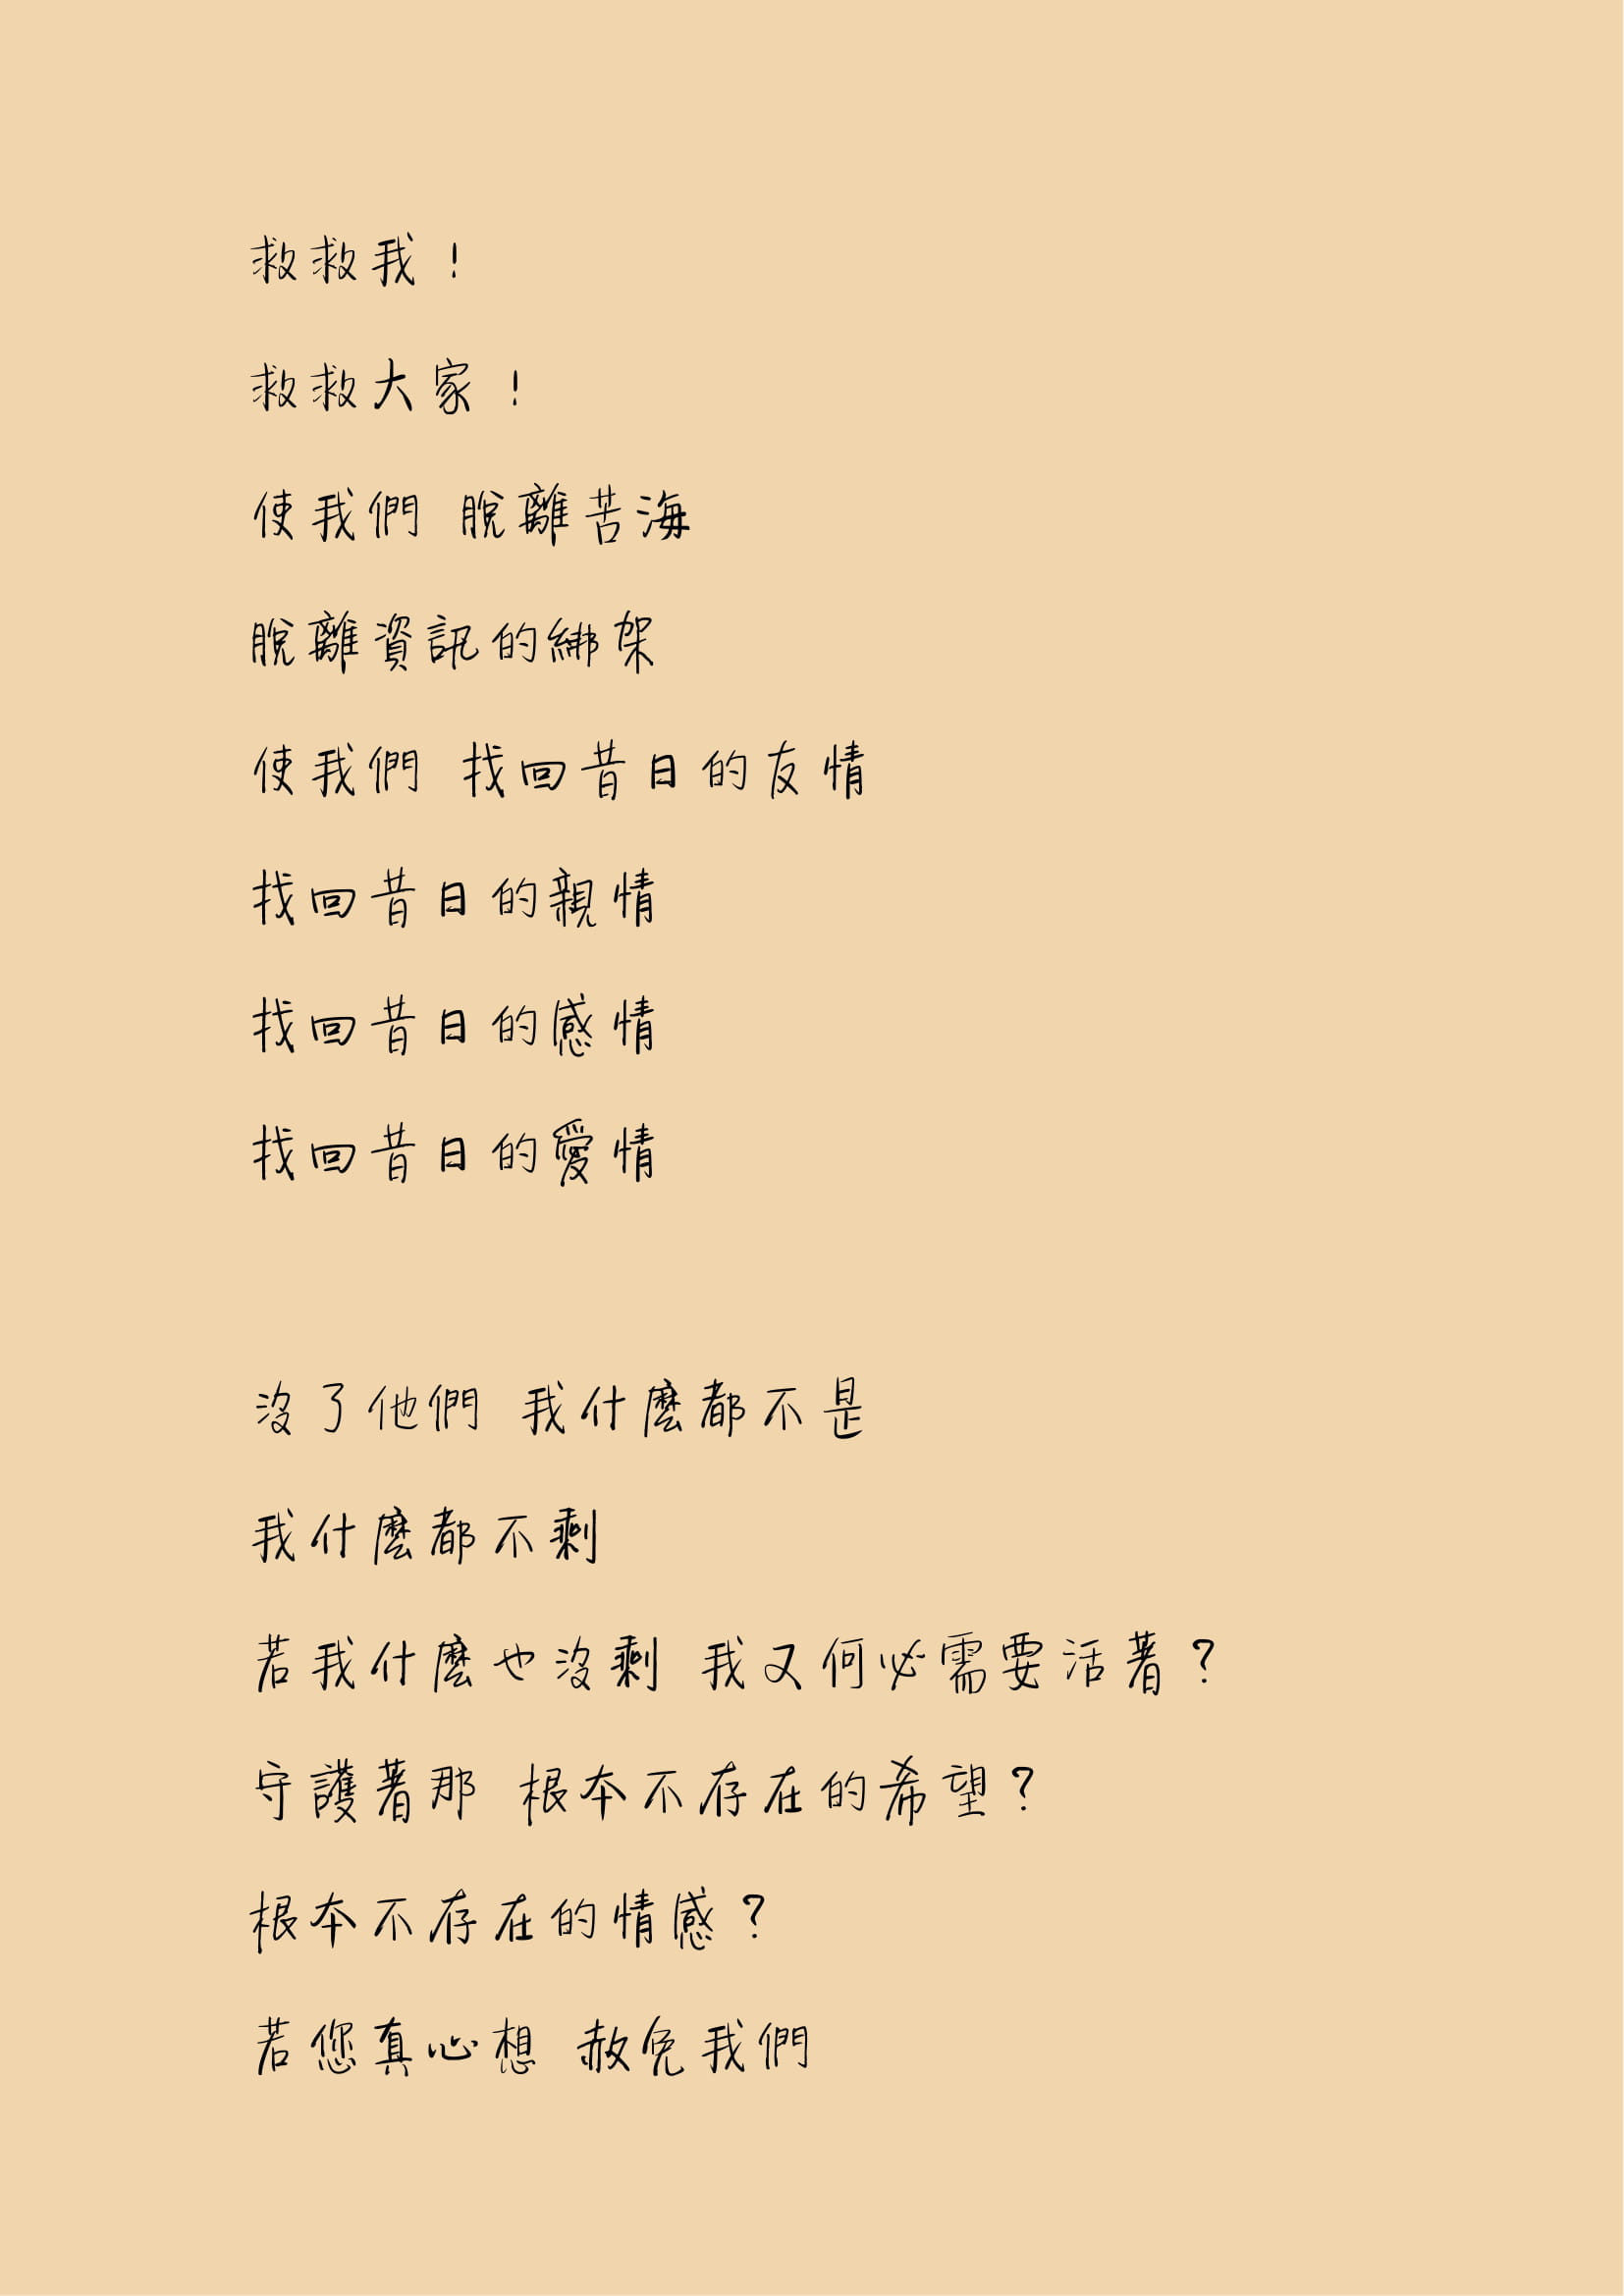 救救我！
救救大家！
使我們 脫離苦海
脫離資訊的綁架
使我們 找回昔日的友情
找回昔日的親情
找回昔日的感情
找回昔日的愛情
沒了他們 我什麼都不是
我什麼都不剩
若我什麼也沒剩 我又何必需要活著？
守護著那 根本不存在的希望？
根本不存在的情感？
若您真心想 赦免我們